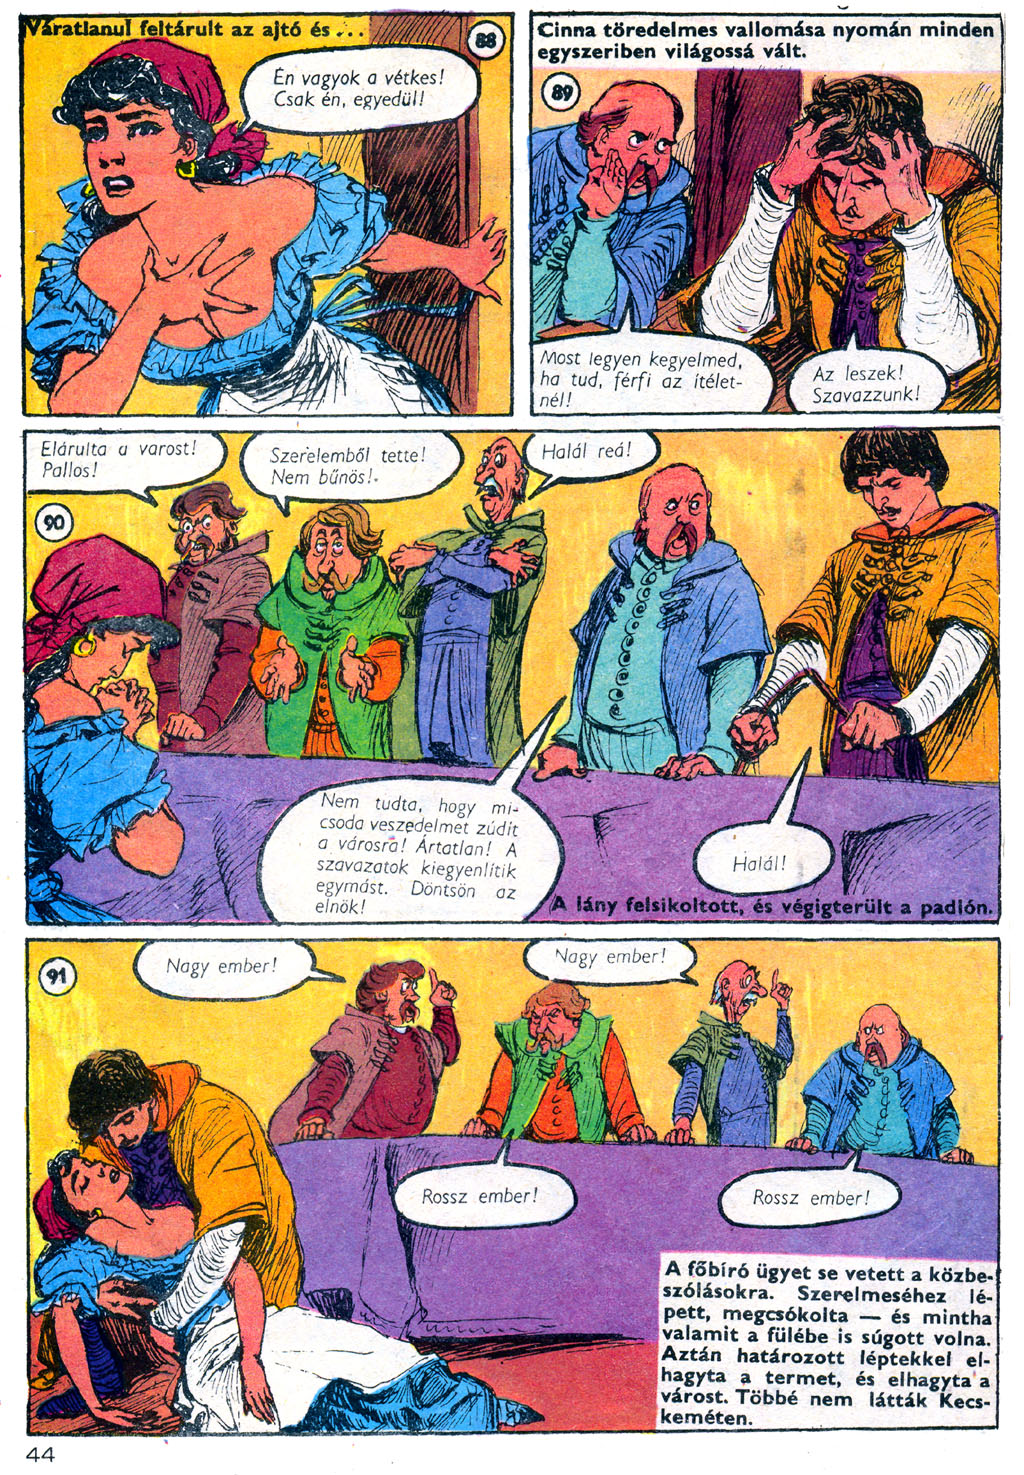 Váratlanul feltárult az ajtó és . . .
88
Én vagyok a vétkes!
Csak én, egyedül!
Cinna töredelmes vallomása nyomán minden
egyszeriben világossá vált.
89
Most legyen kegyelmed,
ha tud, férfi az ítélet-
nél!
Az leszek!
Szavazzunk!
90
Elárulta a varost!
Pallos!
Szerelemből tette!
Nem bűnös!
Halál reá!
Nem tudta, hogy mi-
csoda veszedelmet zúdít
a városra! Ártatlan! A
szavazatok kiegyenlítik
egymást. Döntsön az
elnök!
Halál!
A lány felsikoltott, és végigterült a padlón.
91
Nagy ember!
Nagy ember!
Rossz ember!
Rossz ember!
A főbíró ügyet se vetett a közbe-
szólásokra. Szerelmeséhez lé-
pett, megcsókolta — és mintha
valamit a fülébe is súgott volna.
Aztán határozott léptekkel el-
hagyta a termet, és elhagyta a
várost. Többé nem látták Kecs-
keméten.
44